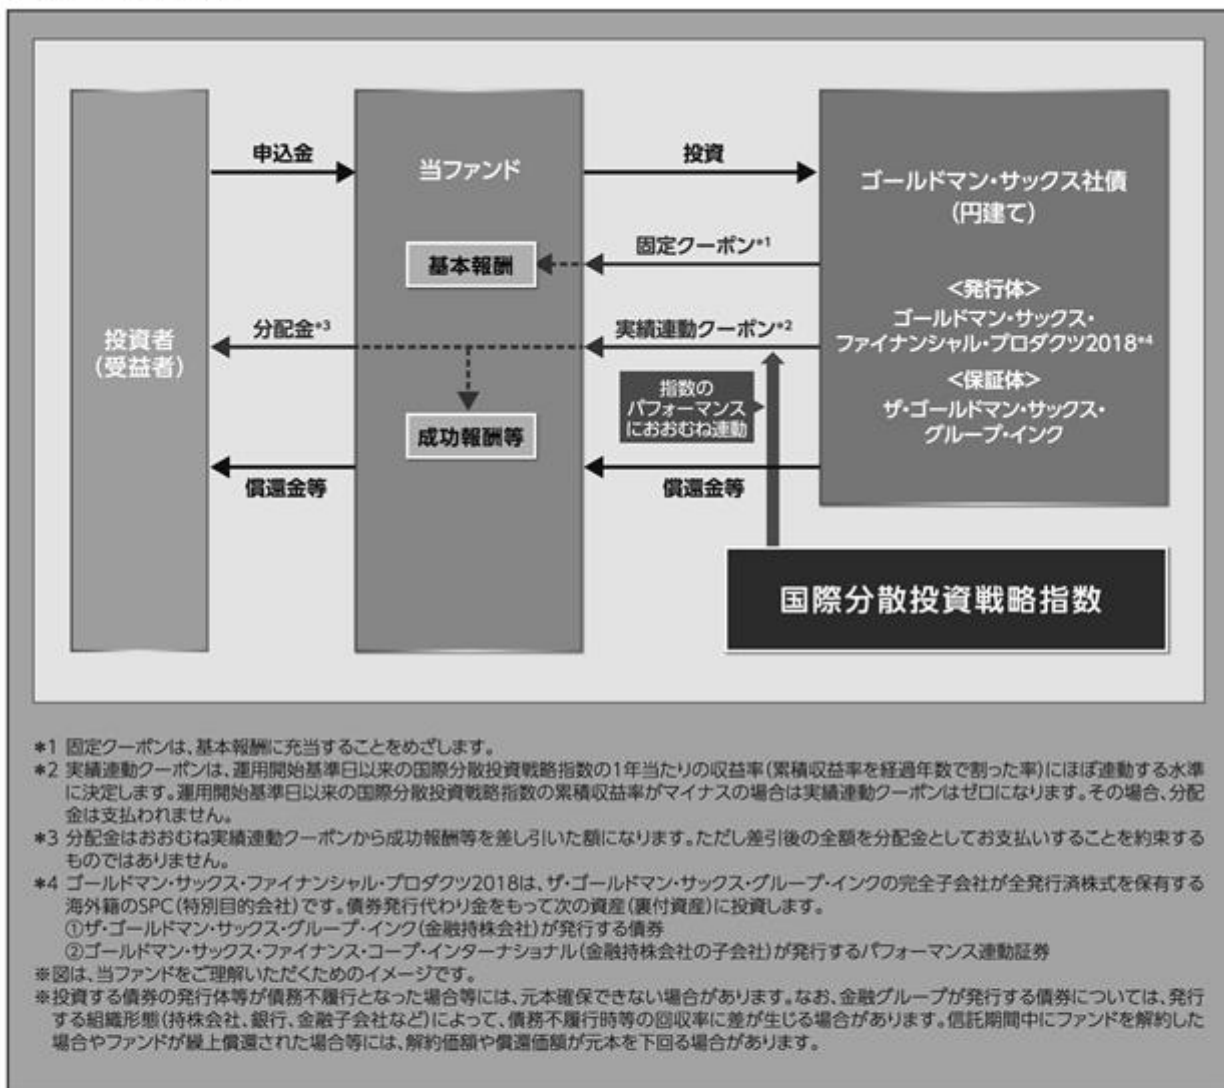 申込金
当ファンド
投資
ゴールドマン・サックス社債
(円建て)
固定クーポン*1
基本報酬
<発行体>
ゴールドマン・サックス・
ファイナンシャル・プロダクツ2018*4
投資者
(受益者)
分配金*3
実績連動クーポン*2
<保証体>
ザ・ゴールドマン・サックス・
グループ・インク
指数の
パフォーマンス
におおむね連動
成功報酬等
償還金等
償還金等
国際分散投資戦略指数
*1 固定クーポンは、基本報酬に充当することをめざします。
*2 実績連動クーポンは、運用開始基準日以来の国際分散投資戦略指数の1年当たりの収益率(累積収益率を経過年数で割った率)にほぼ連動する水準
に決定します。運用開始基準日以来の国際分散投資戦略指数の累積収益率がマイナスの場合は実績連動クーポンはゼロになります。その場合、分配
金は支払われません。
*3 分配金はおおむね実績連動クーポンから成功報酬等を差し引いた額になります。ただし差引後の全額を分配金としてお支払いすることを約束する
ものではありません。
*4 ゴールドマン・サックス・ファイナンシャル・プロダクツ2018は、ザ・ゴールドマン・サックス・グループ・インクの完全子会社が全発行済株式を保有する
海外籍のSPC(特別目的会社)です。債券発行代わり金をもって次の資産(裏付資産)に投資します。
①ザ・ゴールドマン・サックス・グループ・インク(金融持株会社)が発行する債券
②ゴールドマン・サックス・ファイナンス・コープ・インターナショナル(金融持株会社の子会社)が発行するパフォーマンス連動証券
※図は、当ファンドをご理解いただくためのイメージです。
※投資する債券の発行体等が債務不履行となった場合等には、元本確保できない場合があります。なお、金融グループが発行する債券については、発行
する組織形態(持株会社、銀行、金融子会社など)によって、債務不履行時等の回収率に差が生じる場合があります。信託期間中にファンドを解約した
場合やファンドが繰上償還された場合等には、解約価額や償還価額が元本を下回る場合があります。